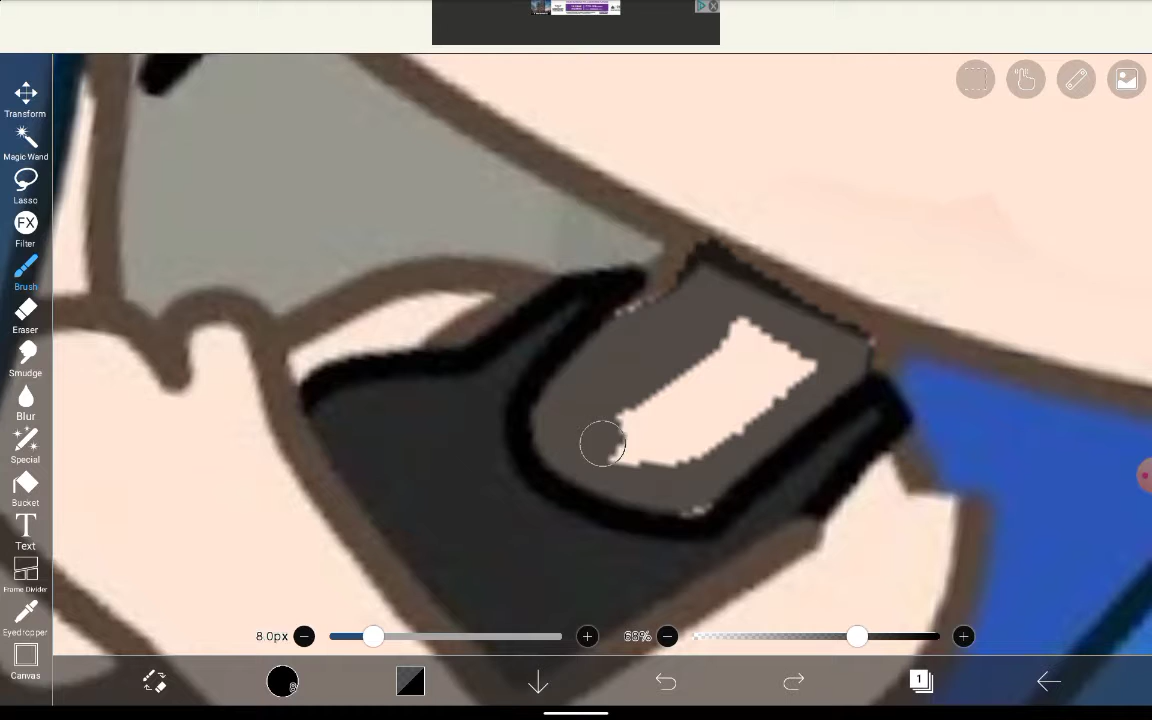 Transform
Magic Wand
Lasso
FX
Filter
Brush
Eraser
Smudge
Blur
Special
Bucket
T
Text
Frame Divider
Eyedropper
Canvas
8.0px
68%
1